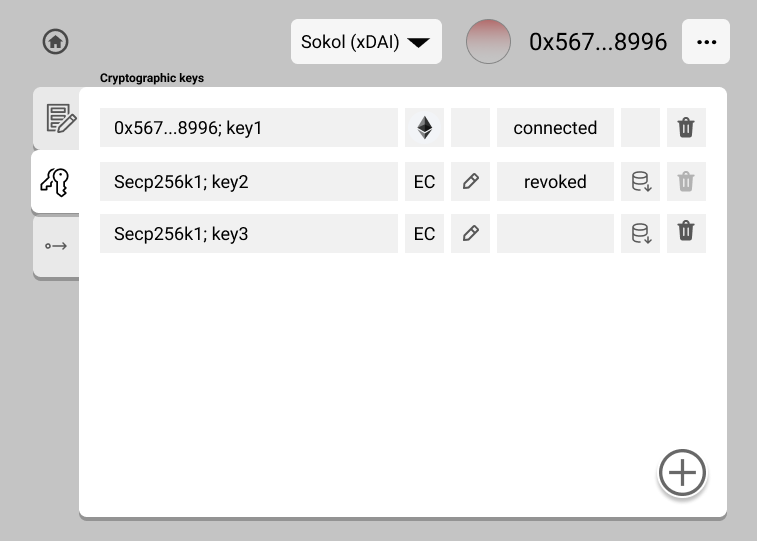 Sokol (xDAI)
0x567...8996
...
Cryptographic keys
0x567...8996; key1
connected
Secp256k1; key2
EC
revoked
Secp256k1; key3
EC